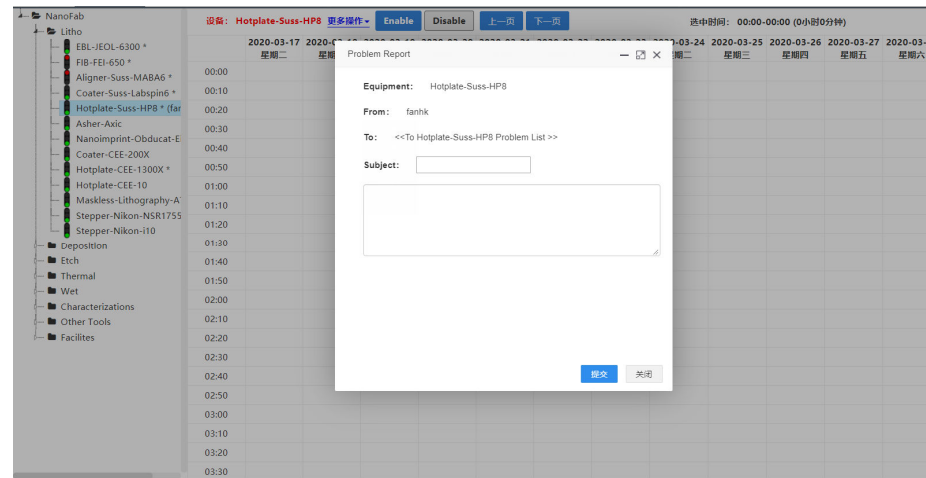 NanoFab
Litho
EBL-JEOL-6300 *
FIB-FEI-650 *
Aligner-Suss-MABA6 *
Coater-Suss-Labspin6 *
Hotplate-Suss-HP8 * (far
Asher-Axic
Nanoimprint-Obducat-E
Coater-CEE-200X
Hotplate-CEE-1300X *
Hotplate-CEE-10
Maskless-Lithography-A
Stepper-Nikon-NSR1755
Stepper-Nikon-i10
Deposition
Etch
Thermal
Wet
Characterizations
Other Tools
Facilites
设备: Hotplate-Suss-HP8 更多操作 Enable Disable 上一页 下一页 选中时间: 00:00-00:00 (0小时0分钟)
2020-03-17 2020-03-24 2020-03-25 2020-03-26 2020-03-27 2020-03-
星期二 星期三 星期四 星期五 星期六
00:00
00:10
00:20
00:30
00:40
00:50
01:00
01:10
01:20
01:30
01:40
01:50
02:00
02:10
02:20
02:30
02:40
02:50
03:00
03:10
03:20
03:30
Problem Report
Equipment: Hotplate-Suss-HP8
From: fanhk
To: <<To Hotplate-Suss-HP8 Problem List >>
Subject:
提交 关闭